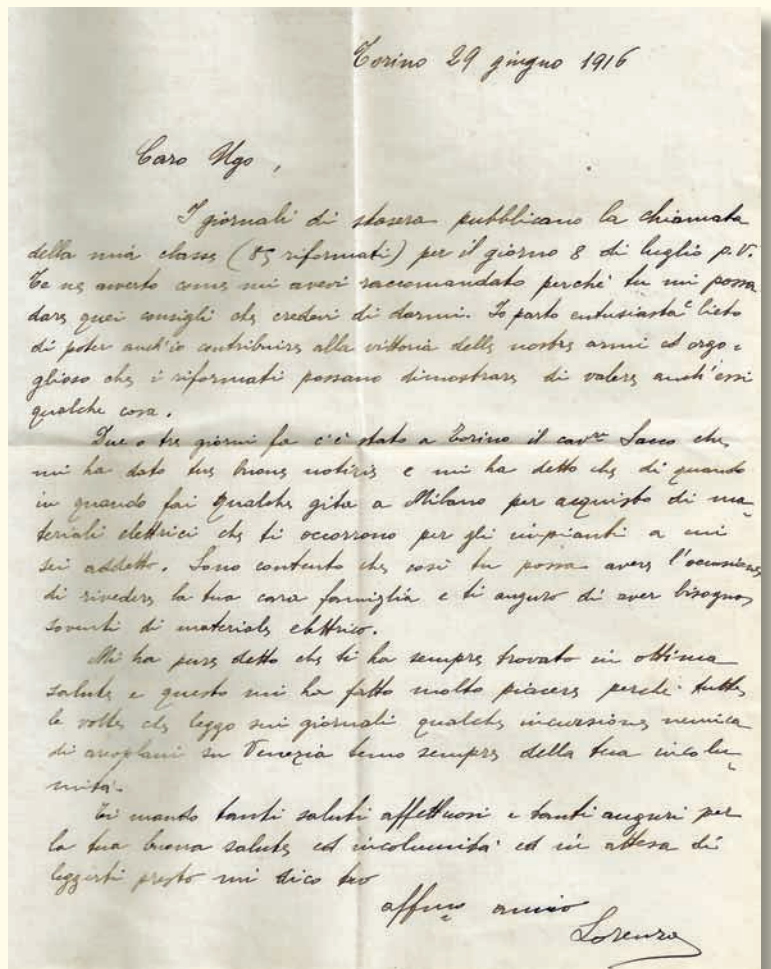 Torino 29 giugno 1916
Caro Ugo,
I giornali di stasera pubblicano la chiamata
della mia classe (85 riformati) per il giorno 8 di luglio p.v.
Te ne averto come mi avevi raccomandato perché tu mi possa
dare quei consigli che credevi di darmi. Io parto entusiasta e lieto
di poter anch'io contribuire alla vittoria delle nostre armi ed orgo-
glioso che i riformati possano dimostrare di valere anch'essi
qualche cosa.
Due o tre giorni fa c'è stato a Torino il cav.re Sacco che
mi ha dato tue buone notizie e mi ha detto che di quando
in quando fai qualche gita a Milano per acquisto di ma-
teriali elettrici che ti occorrono per gli impianti a cui
sei addetto. Sono contento che così tu possa avere l'occasione
di rivedere la tua cara famiglia e ti auguro di aver bisogno
soventi di materiale elettrico.
Mi ha pure detto che ti ha sempre trovato in ottima
salute e questo mi ha fatto molto piacere perché tutte
le volte che leggo sui giornali qualche incursione nemica
di areoplani su Venezia temo sempre della tua incolu-
mità.
Ti mando tanti saluti affettuosi e tanti auguri per
la tua buona salute ed incolumità ed in attesa di
leggerti presto mi dico tuo
affmo amico
Lorenzo